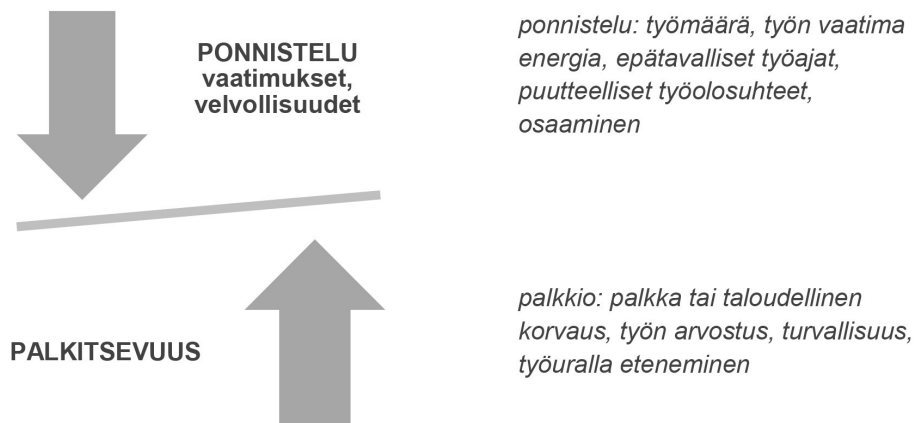 PONNISTELU
vaatimukset,
velvollisuudet
ponnistelu: työmäärä, työn vaatima
energia, epätavalliset työajat,
puutteelliset työolosuhteet,
osaaminen
PALKITSEVUUS
palkkio: palkka tai taloudellinen
korvaus, työn arvostus, turvallisuus,
työuralla eteneminen